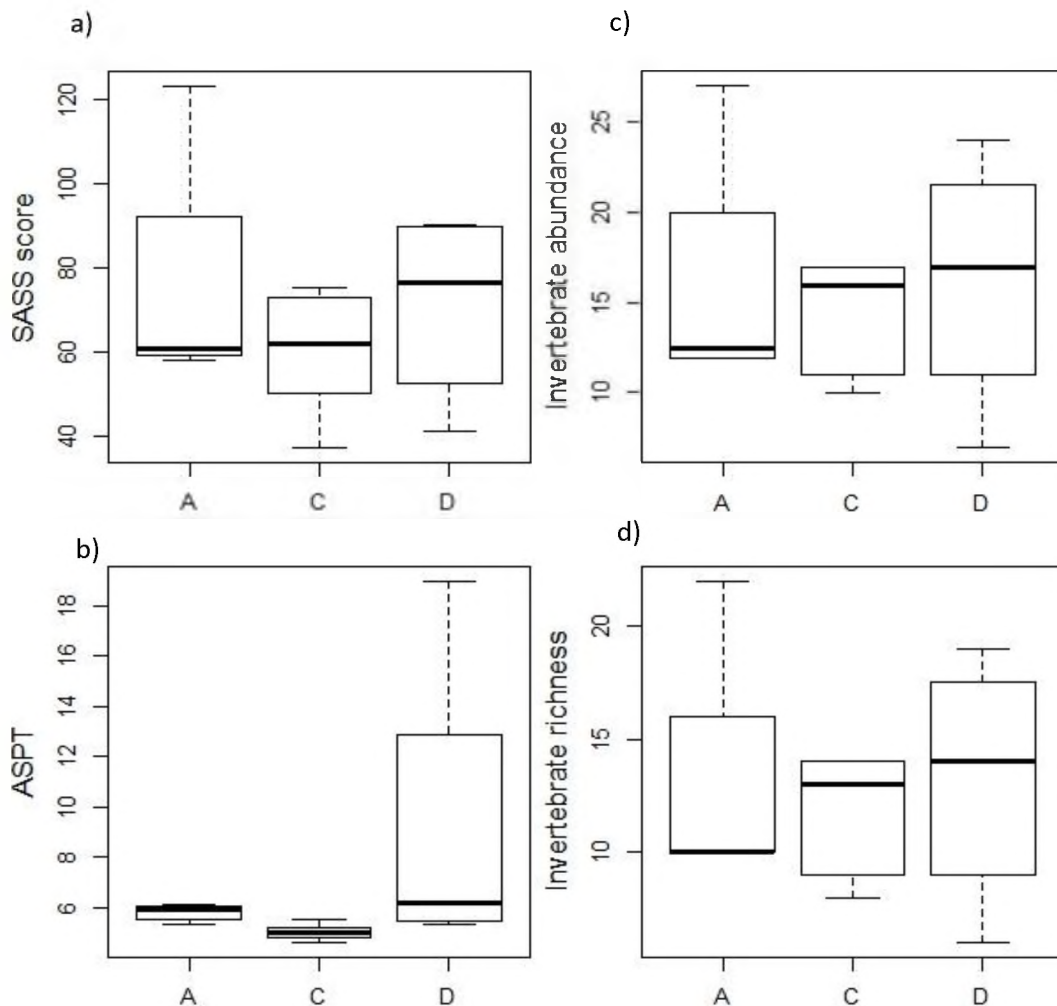 a)
SASS score
120
100
80
60
40
A C D
b)
ASPT
18
16
14
12
10
8
6
A C D
c)
Invertebrate abundance
25
20
15
10
A C D
d)
Invertebrate richness
20
15
10
A C D